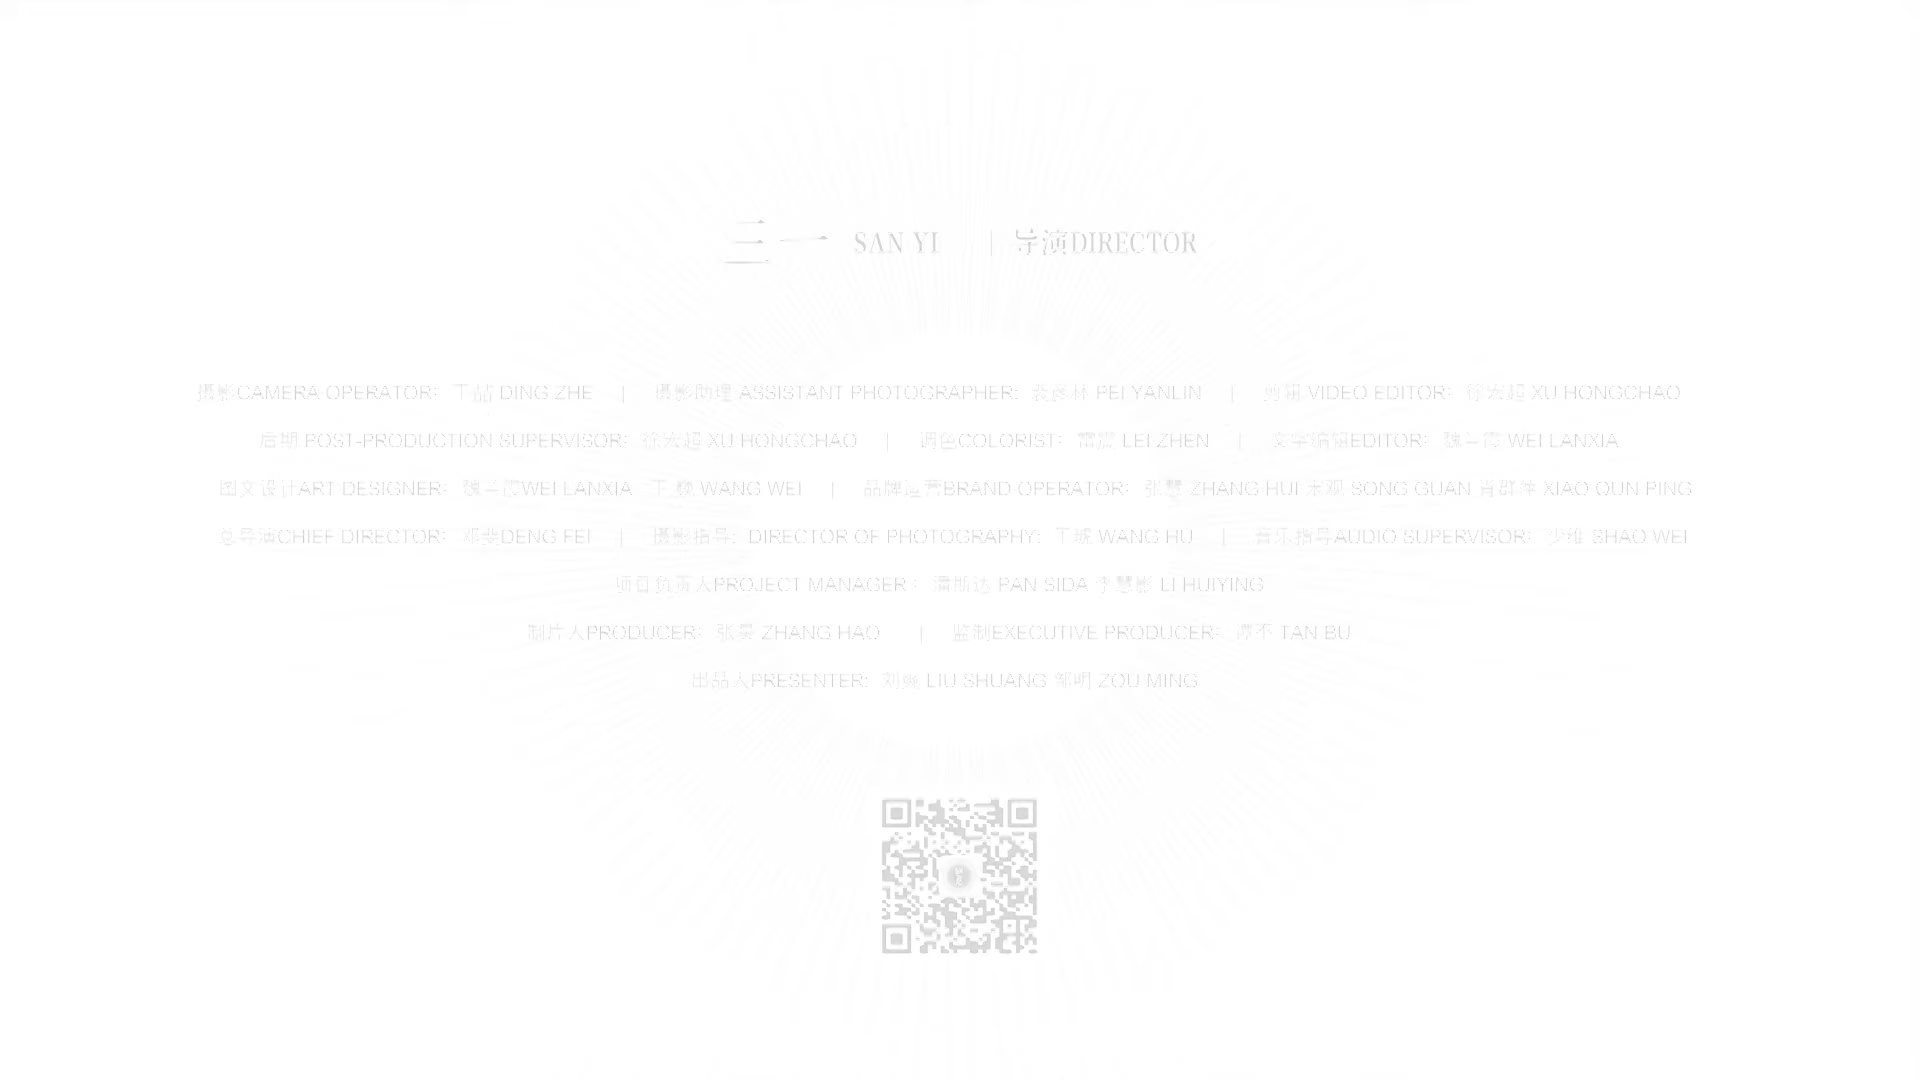 三一 SAN YI | 导演DIRECTOR
摄影CAMERA OPERATOR: 丁喆 DING ZHE | 摄影助理 ASSISTANT PHOTOGRAPHER: 裴彦林 PEI YANLIN | 剪辑 VIDEO EDITOR: 徐宏超 XU HONGCHAO
后期 POST-PRODUCTION SUPERVISOR: 徐宏超 XU HONGCHAO | 调色COLORIST: 雷震 LEI ZHEN | 文字编辑EDITOR: 魏兰霞 WEI LANXIA
图文设计ART DESIGNER: 魏兰霞WEI LANXIA 王巍 WANG WEI | 品牌运营BRAND OPERATOR: 张慧 ZHANG HUI 宋观 SONG GUAN 肖群萍 XIAO QUN PING
总导演CHIEF DIRECTOR: 邓斐DENG FEI | 摄影指导: DIRECTOR OF PHOTOGRAPHY: 王琥 WANG HU | 音乐指导AUDIO SUPERVISOR: 少维 SHAO WEI
项目负责人PROJECT MANAGER : 潘斯达 PAN SIDA 李慧影 LI HUIYING
制片人PRODUCER: 张昊 ZHANG HAO | 监制EXECUTIVE PRODUCER: 谭不 TAN BU
出品人PRESENTER: 刘爽 LIU SHUANG 邹明 ZOU MING